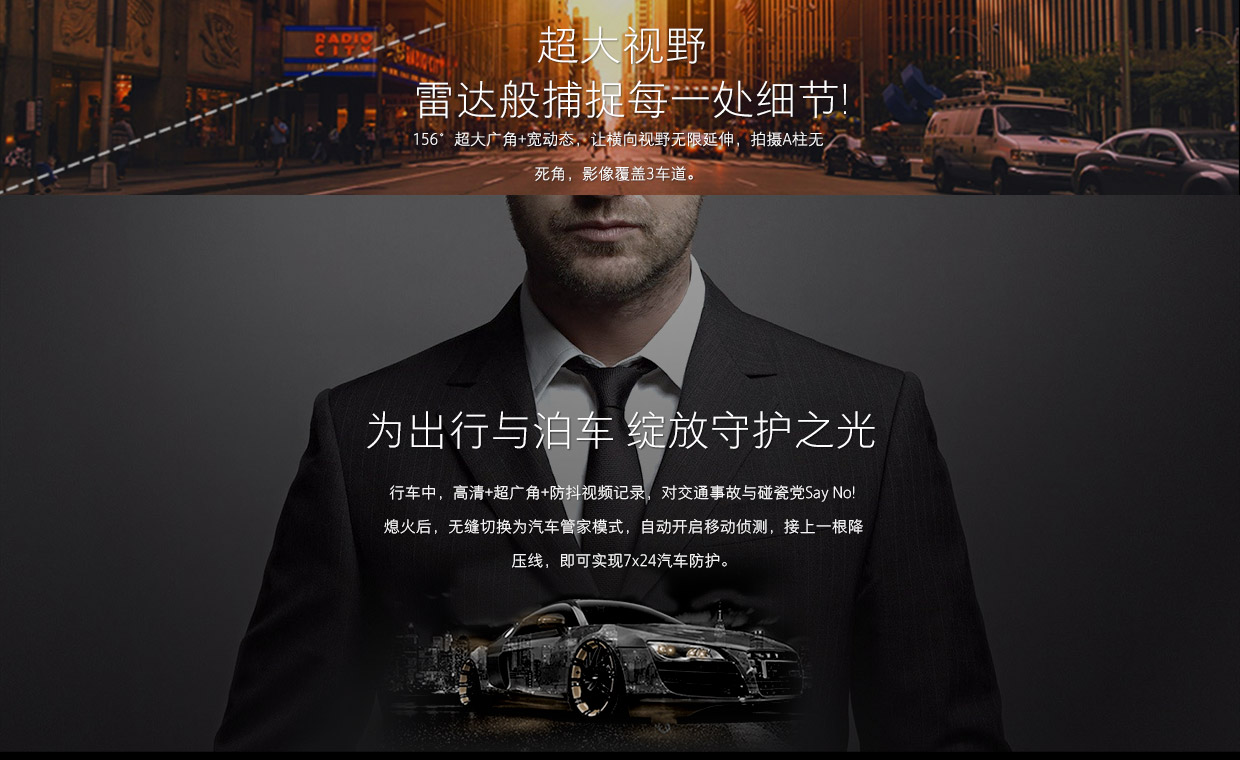 RADIO
CITY
超大视野
雷达般捕捉每一处细节!
156°超大广角+宽动态，让横向视野无限延伸，拍摄A柱无
死角，影像覆盖3车道。
为出行与泊车 绽放守护之光
行车中，高清+超广角+防抖视频记录，对交通事故与碰瓷党Say No!
熄火后，无缝切换为汽车管家模式，自动开启移动侦测，接上一根降
压线，即可实现7x24汽车防护。